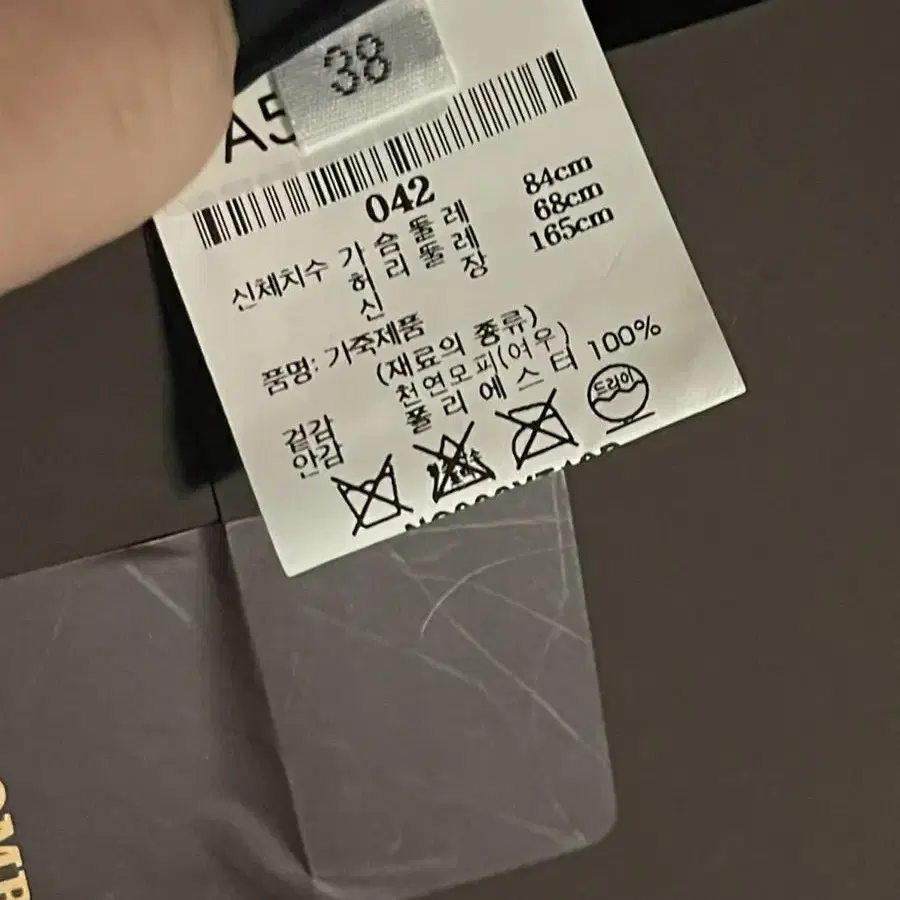 38
A5
042
신체치수 가슴둘레 84cm
허리둘레 68cm
신장 165cm
품명: 가죽제품
(재료의 종류)
겉감 천연모피(여우)
안감 폴리에스터 100%
드라이